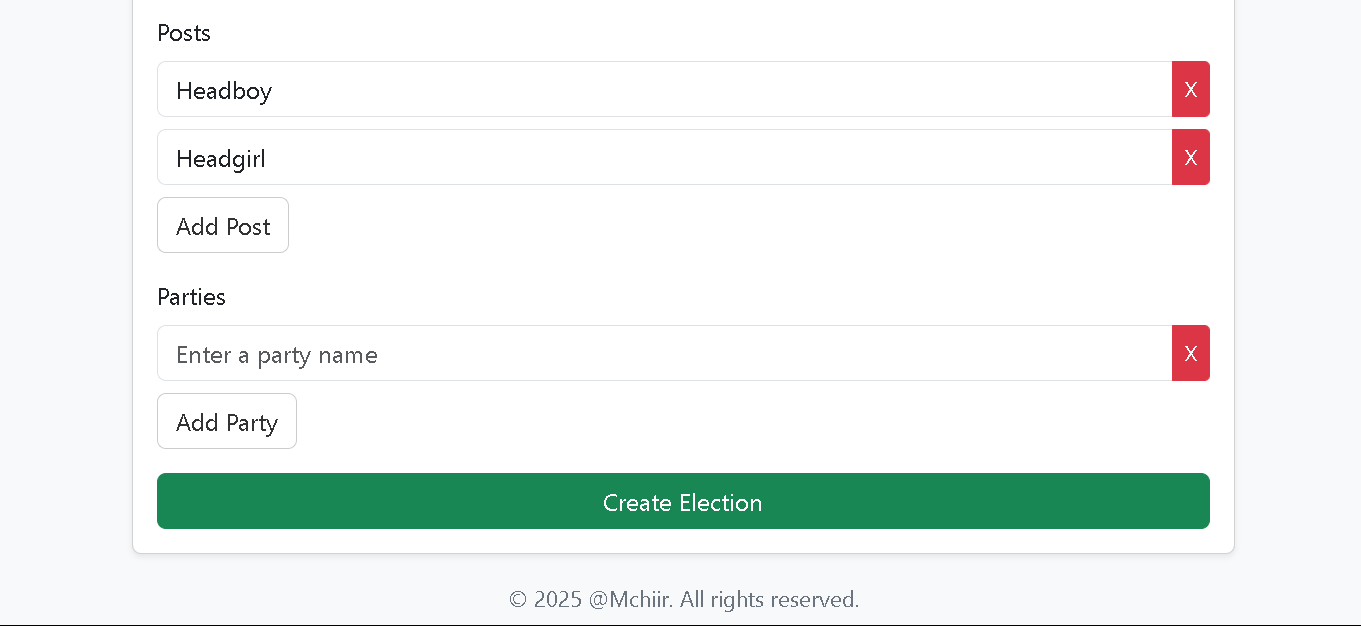 Posts
Headboy
X
Headgirl
X
Add Post
Parties
Enter a party name
X
Add Party
Create Election
© 2025 @Mchiir. All rights reserved.